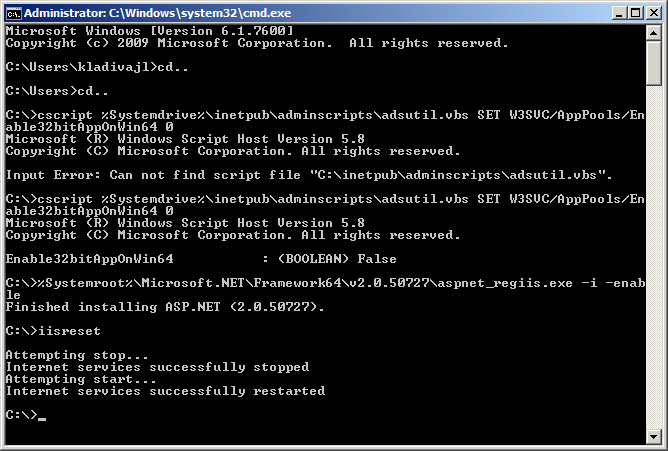 Administrator: C:\Windows\system32\cmd.exe
Microsoft Windows [Version 6.1.7600]
Copyright (c) 2009 Microsoft Corporation.  All rights reserved.
C:\Users\kladivajl>cd..
C:\Users>cd..
C:\>cscript %Systemdrive%\inetpub\adminscripts\adsutil.vbs SET W3SVC/AppPools/En
able32bitAppOnWin64 0
Microsoft (R) Windows Script Host Version 5.8
Copyright (C) Microsoft Corporation. All rights reserved.
Input Error: Can not find script file "C:\inetpub\adminscripts\adsutil.vbs".
C:\>cscript %Systemdrive%\inetpub\adminscripts\adsutil.vbs SET W3SVC/AppPools/En
able32bitAppOnWin64 0
Microsoft (R) Windows Script Host Version 5.8
Copyright (C) Microsoft Corporation. All rights reserved.
Enable32bitAppOnWin64           : (BOOLEAN) False
C:\>%Systemroot%\Microsoft.NET\Framework64\v2.0.50727\aspnet_regiis.exe -i -enab
le
Finished installing ASP.NET (2.0.50727).
C:\>iisreset
Attempting stop...
Internet services successfully stopped
Attempting start...
Internet services successfully restarted
C:\>_